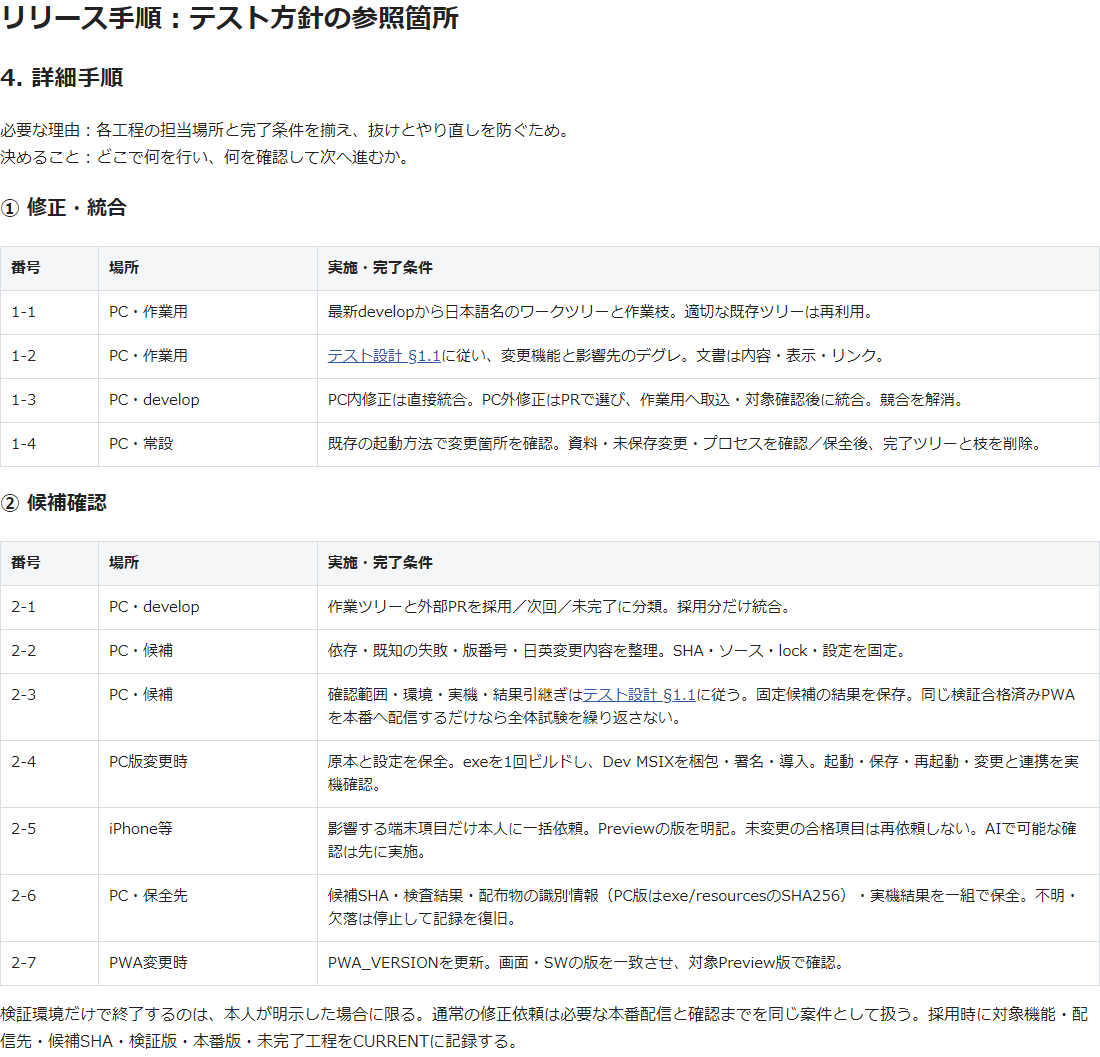 リリース手順：テスト方針の参照箇所
4. 詳細手順
必要な理由：各工程の担当場所と完了条件を揃え、抜けとやり直しを防ぐため。
決めること：どこで何を行い、何を確認して次へ進むか。
① 修正・統合
番号 場所 実施・完了条件
1-1 PC・作業用 最新developから日本語名のワークツリーと作業枝。適切な既存ツリーは再利用。
1-2 PC・作業用 テスト設計 §1.1に従い、変更機能と影響先のデグレ。文書は内容・表示・リンク。
1-3 PC・develop PC内修正は直接統合。PC外修正はPRで選び、作業用へ取込・対象確認後に統合。競合を解消。
1-4 PC・常設 既存の起動方法で変更箇所を確認。資料・未保存変更・プロセスを確認／保全後、完了ツリーと枝を削除。
② 候補確認
番号 場所 実施・完了条件
2-1 PC・develop 作業ツリーと外部PRを採用／次回／未完了に分類。採用分だけ統合。
2-2 PC・候補 依存・既知の失敗・版番号・日英変更内容を整理。SHA・ソース・lock・設定を固定。
2-3 PC・候補 確認範囲・環境・実機・結果引継ぎはテスト設計 §1.1に従う。固定候補の結果を保存。同じ検証合格済みPWA
を本番へ配信するだけなら全体試験を繰り返さない。
2-4 PC版変更時 原本と設定を保全。exeを1回ビルドし、Dev MSIXを梱包・署名・導入。起動・保存・再起動・変更と連携を実
機確認。
2-5 iPhone等 影響する端末項目だけ本人に一括依頼。Previewの版を明記。未変更の合格項目は再依頼しない。AIで可能な確
認は先に実施。
2-6 PC・保全先 候補SHA・検査結果・配布物の識別情報（PC版はexe/resourcesのSHA256）・実機結果を一組で保全。不明・
欠落は停止して記録を復旧。
2-7 PWA変更時 PWA_VERSIONを更新。画面・SWの版を一致させ、対象Preview版で確認。
検証環境だけで終了するのは、本人が明示した場合に限る。通常の修正依頼は必要な本番配信と確認までを同じ案件として扱う。採用時に対象機能・配
信先・候補SHA・検証版・本番版・未完了工程をCURRENTに記録する。